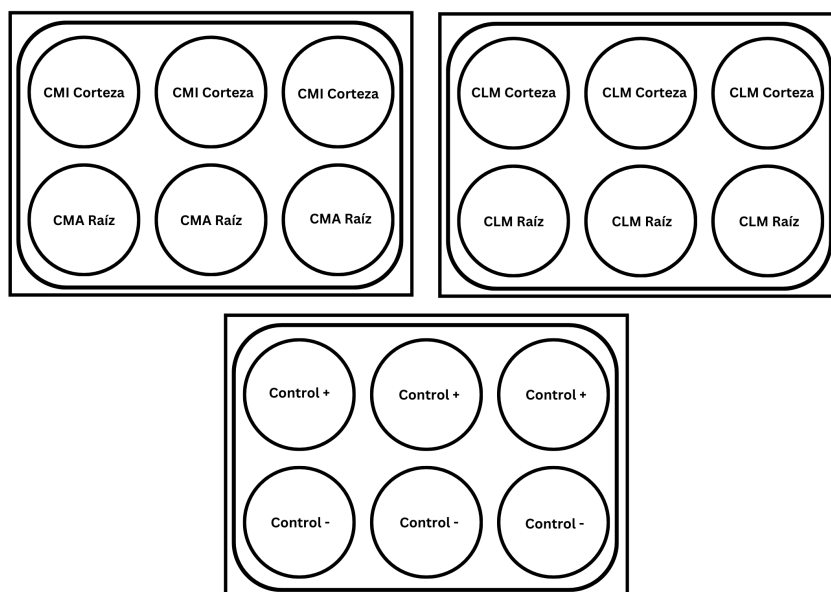 CMI Corteza CMI Corteza CMI Corteza
CMA Raíz CMA Raíz CMA Raíz
CLM Corteza CLM Corteza CLM Corteza
CLM Raíz CLM Raíz CLM Raíz
Control + Control + Control +
Control - Control - Control -